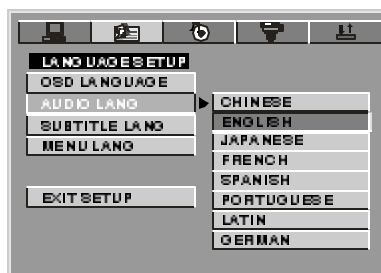 LANGUAGE SETUP
OSD LANGUAGE
AUDIO LANG
SUBTITLE LANG
MENU LANG
EXIT SETUP
CHINESE
ENGLISH
JAPANESE
FRENCH
SPANISH
PORTUGUESE
LATIN
GERMAN